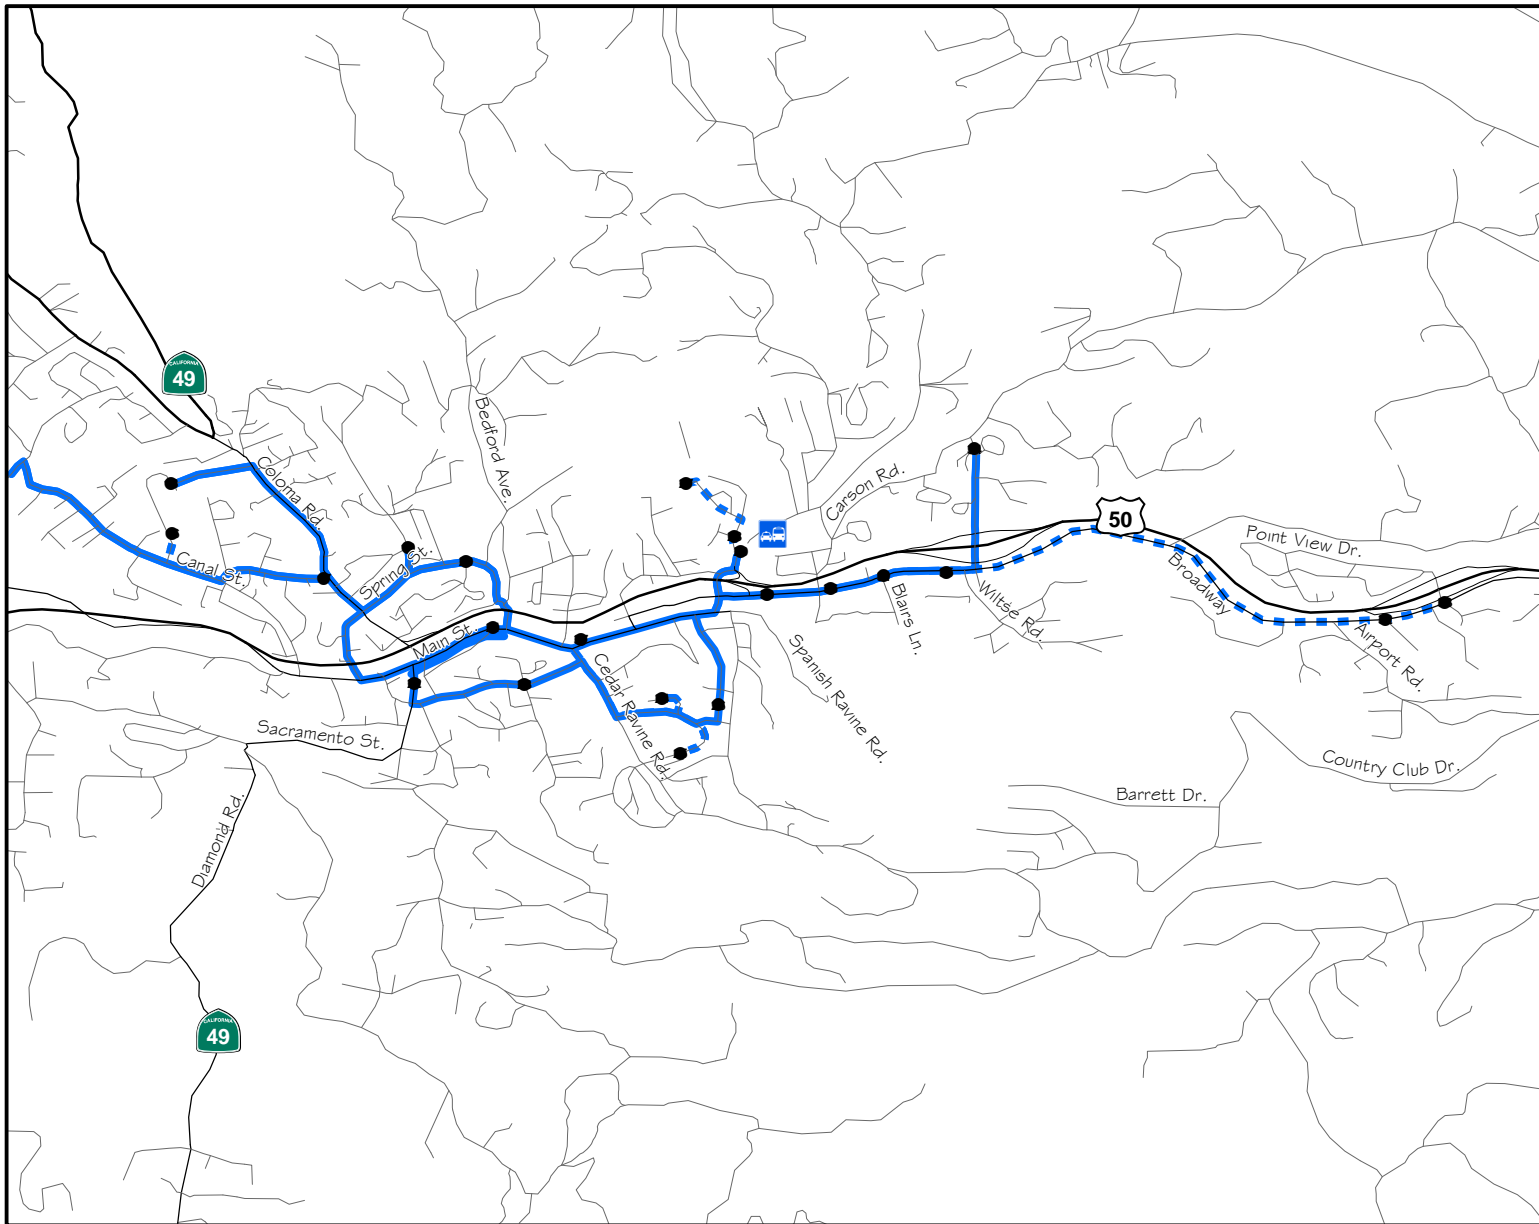 CALIFORNIA
49
Bedford Ave.
Coloma Rd.
Carson Rd.
50
Point View Dr.
Spring St.
Canal St.
Broadway
Blairs Ln.
Wiltse Rd.
Main St.
Airport Rd.
Cedar Ravine Rd.
Spanish Ravine Rd.
Sacramento St.
Country Club Dr.
Barrett Dr.
Diamond Rd.
CALIFORNIA
49